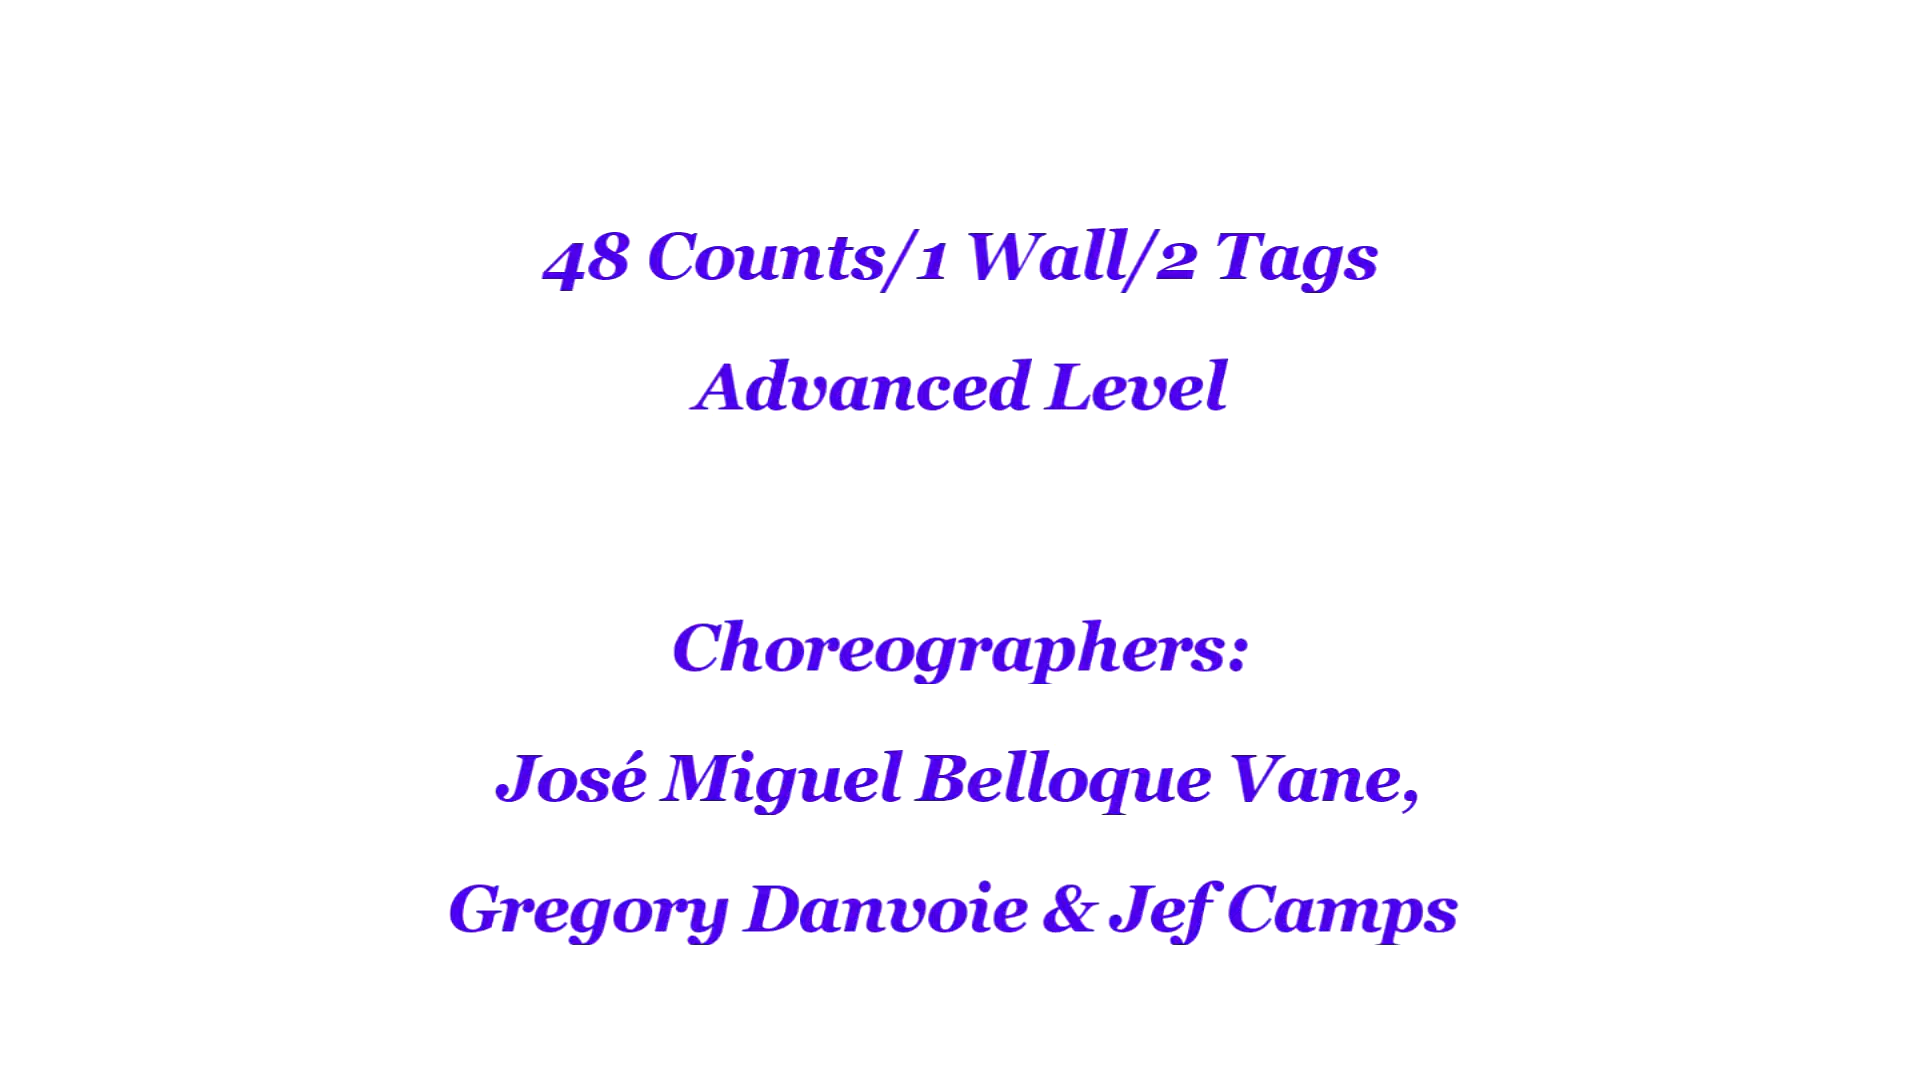 48 Counts/1 Wall/2 Tags
Advanced Level
Choreographers:
José Miguel Belloque Vane,
Gregory Danvoie & Jef Camps